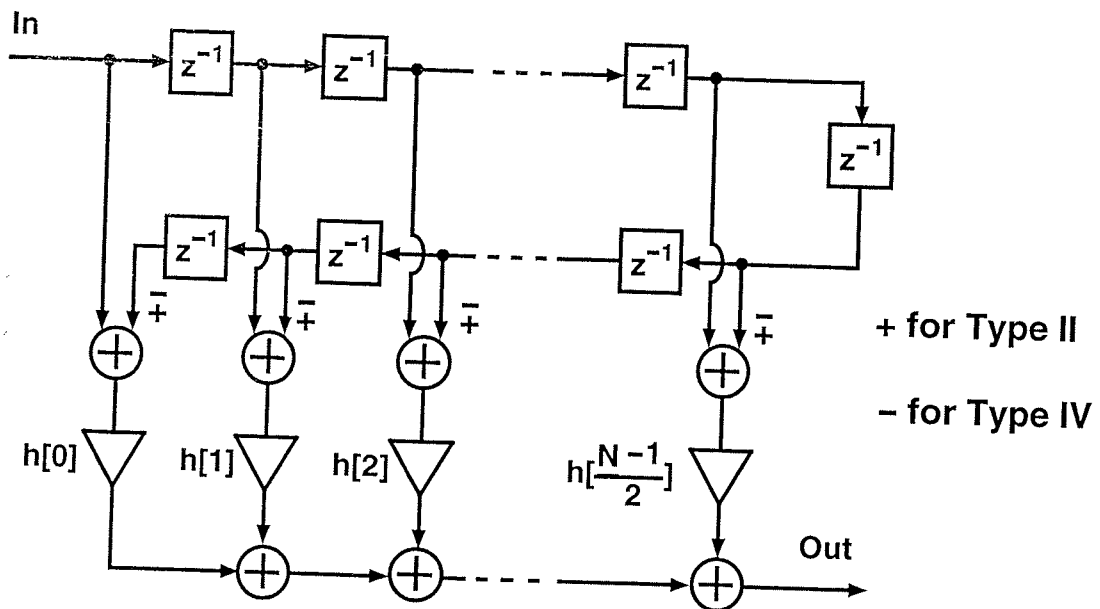 In
z⁻¹
z⁻¹
z⁻¹
z⁻¹
z⁻¹
z⁻¹
z⁻¹
∓
∓
∓
∓
+
+
+
+
+ for Type II
− for Type IV
h[0]
h[1]
h[2]
h[N−1/2]
Out
+
+
+